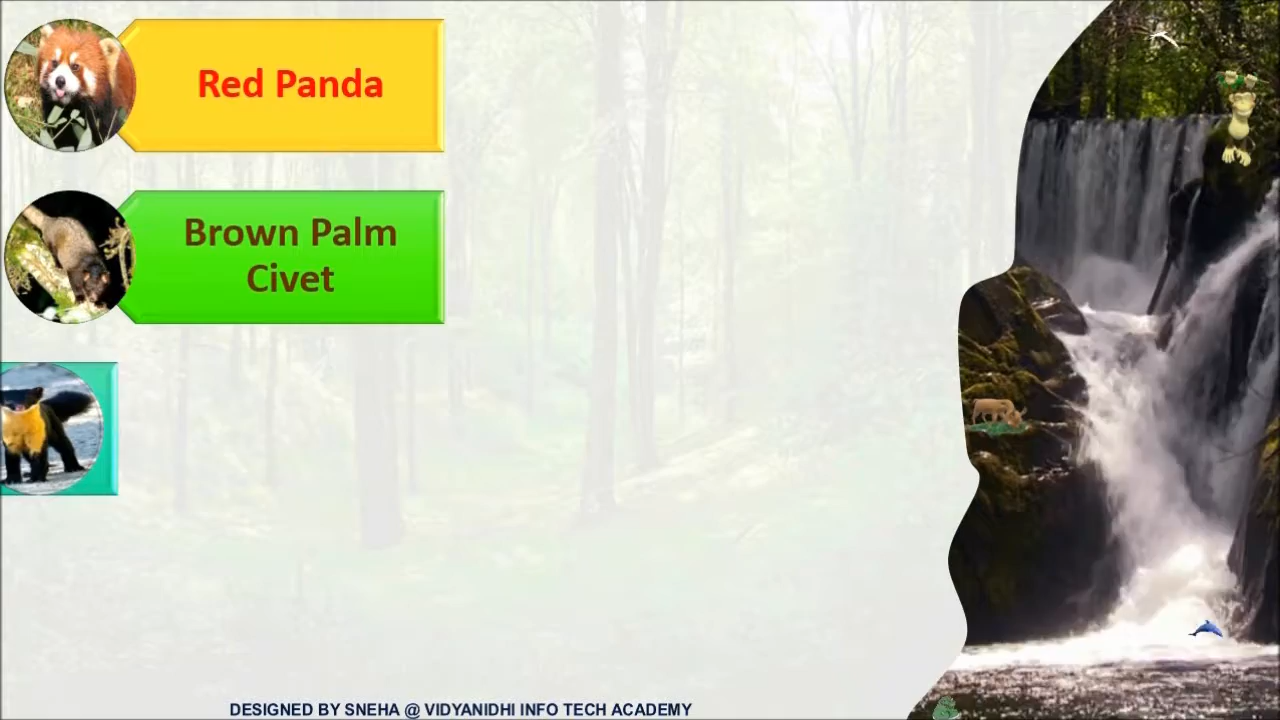 Red Panda
Brown Palm
Civet
DESIGNED BY SNEHA @ VIDYANIDHI INFO TECH ACADEMY